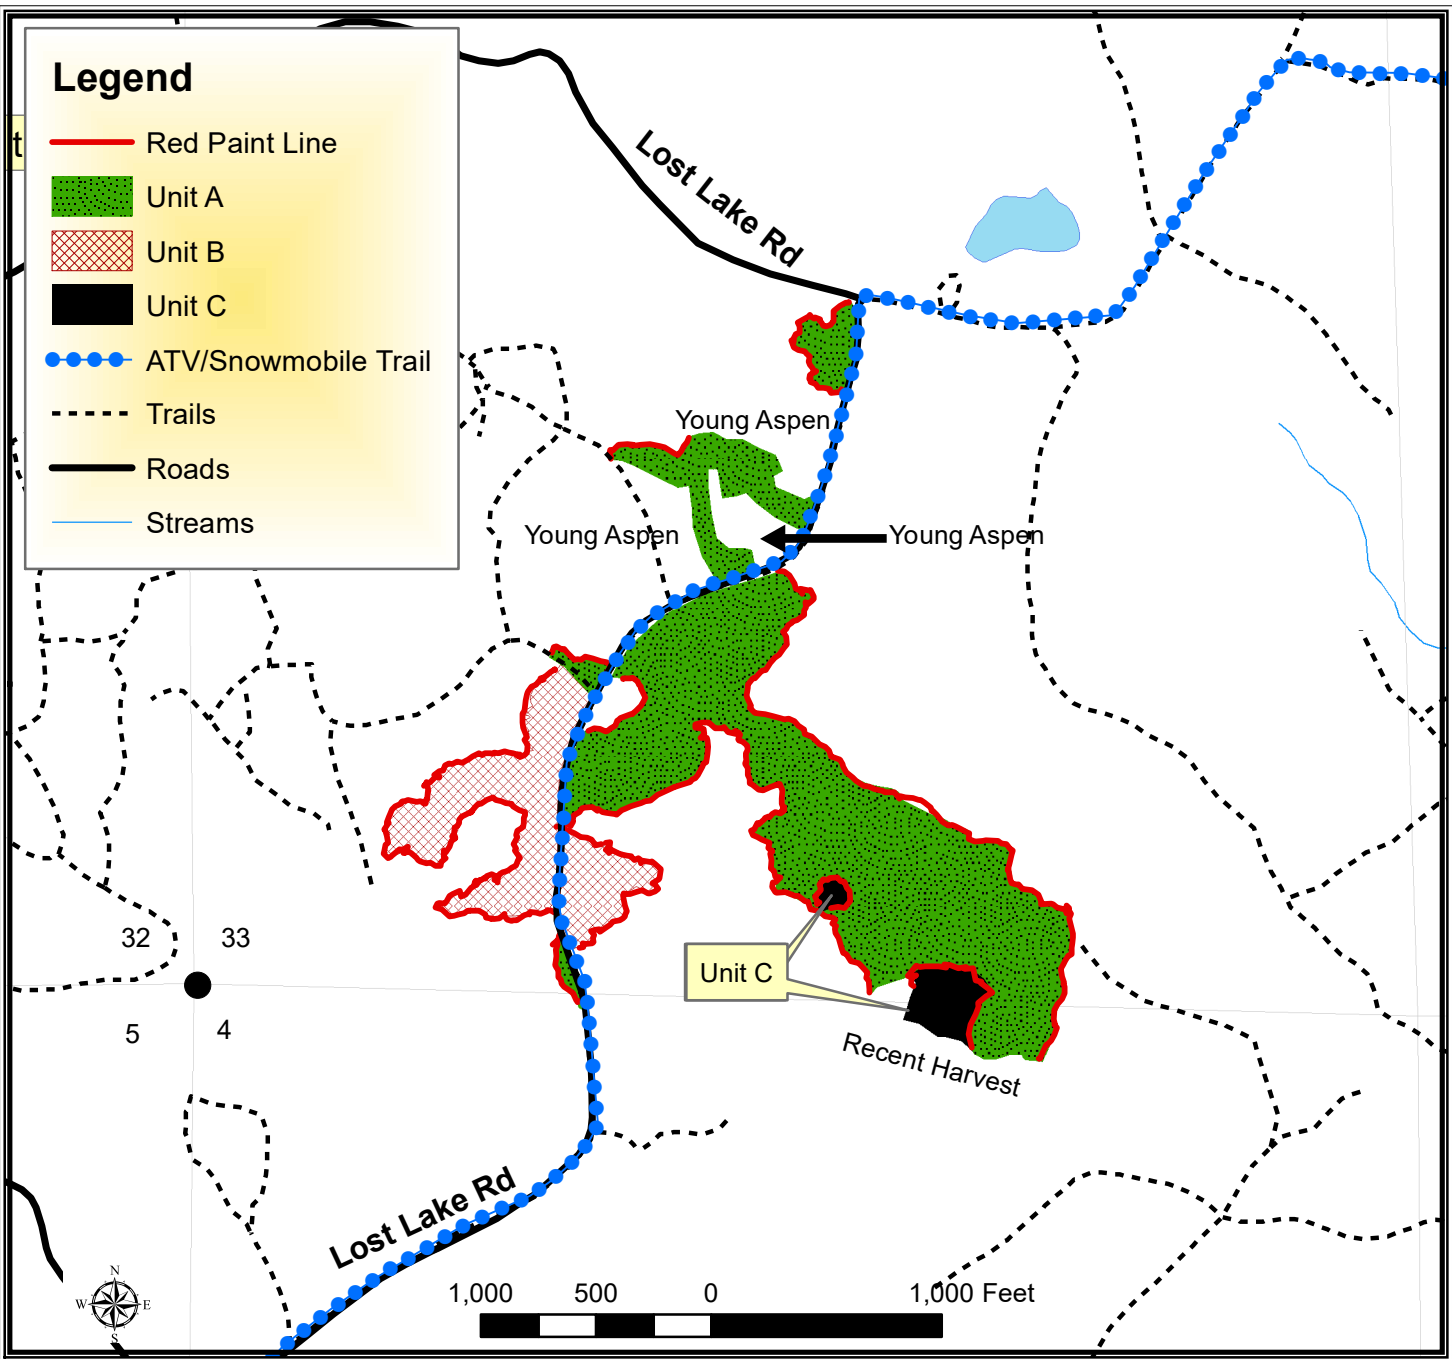 Legend
t
Red Paint Line
Unit A
Unit B
Unit C
ATV/Snowmobile Trail
Trails
Roads
Streams
Lost Lake Rd
Young Aspen
Young Aspen
Young Aspen
32
33
Unit C
5
4
Recent Harvest
Lost Lake Rd
N
W
E
S
1,000 500 0 1,000 Feet